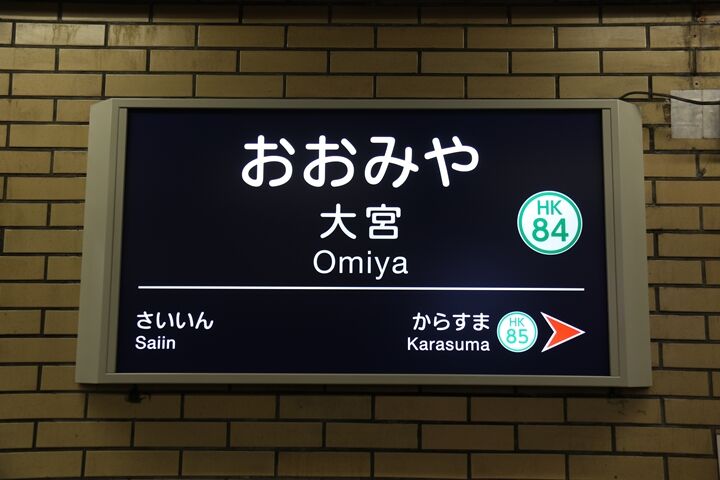 おおみや
大宮
Omiya
HK
84
さいいん
Saiin
からすま
Karasuma
HK
85